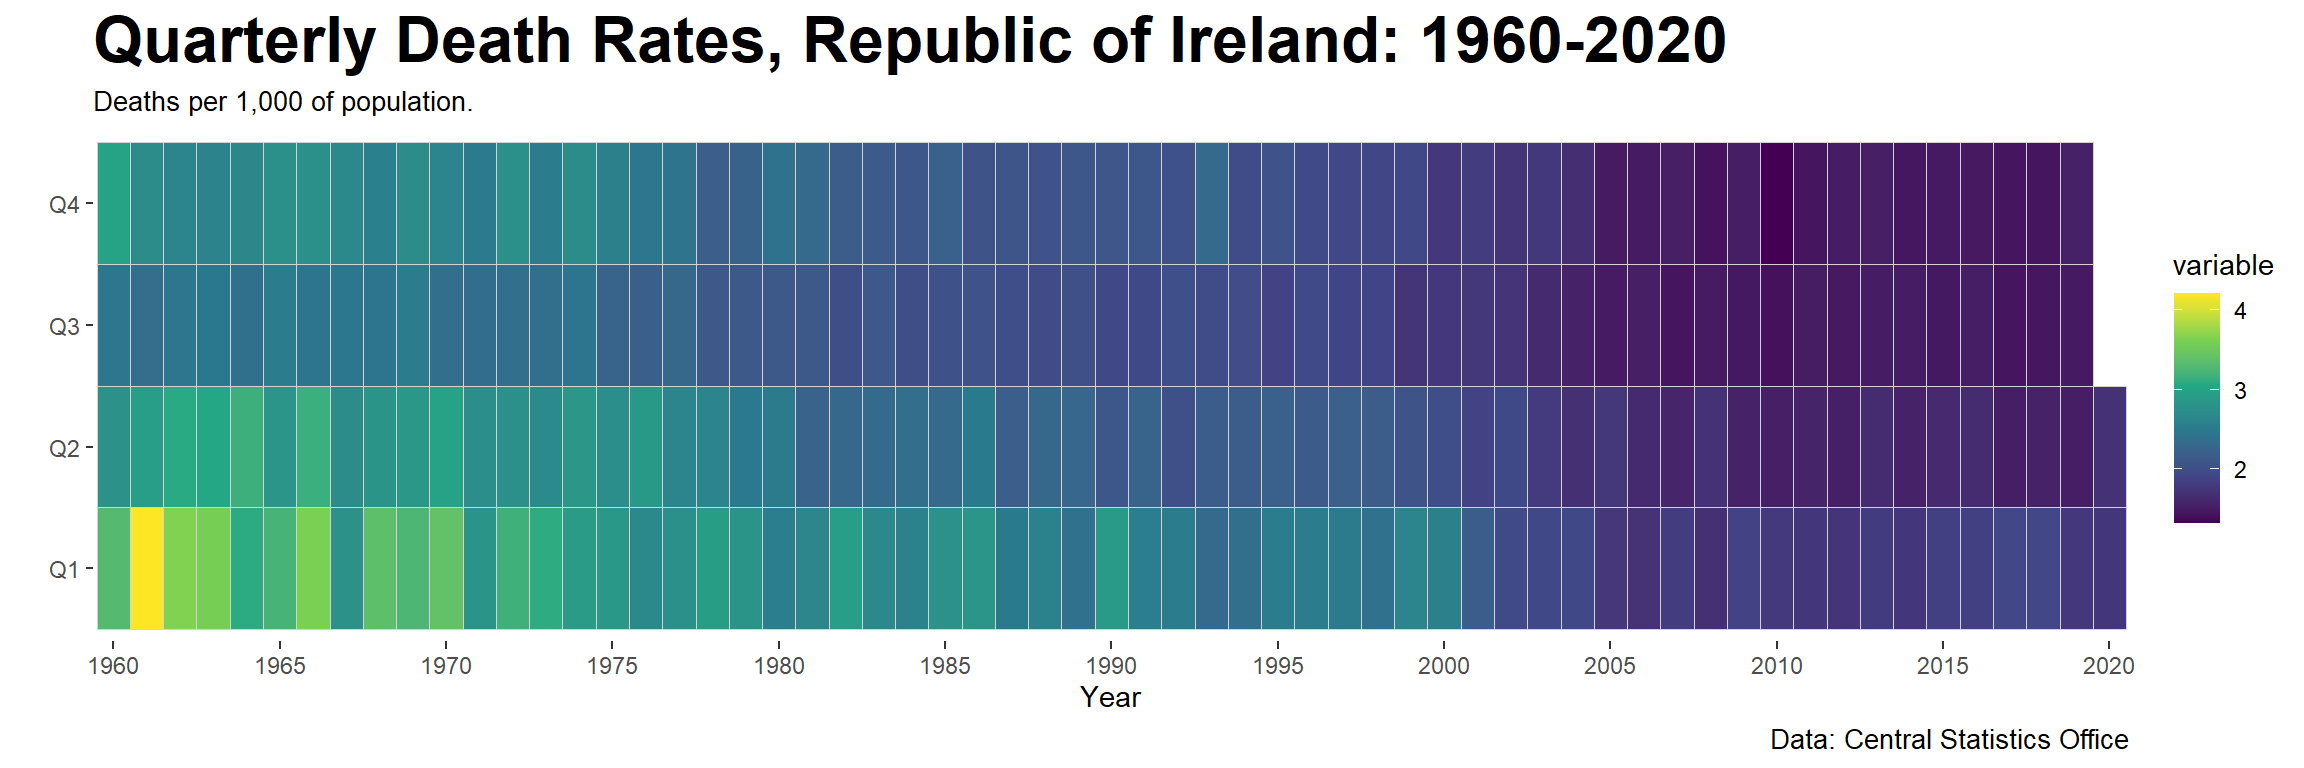 Quarterly Death Rates, Republic of Ireland: 1960-2020
Deaths per 1,000 of population.
Q4
Q3
Q2
Q1
variable
4
3
2
1960 1965 1970 1975 1980 1985 1990 1995 2000 2005 2010 2015 2020
Year
Data: Central Statistics Office